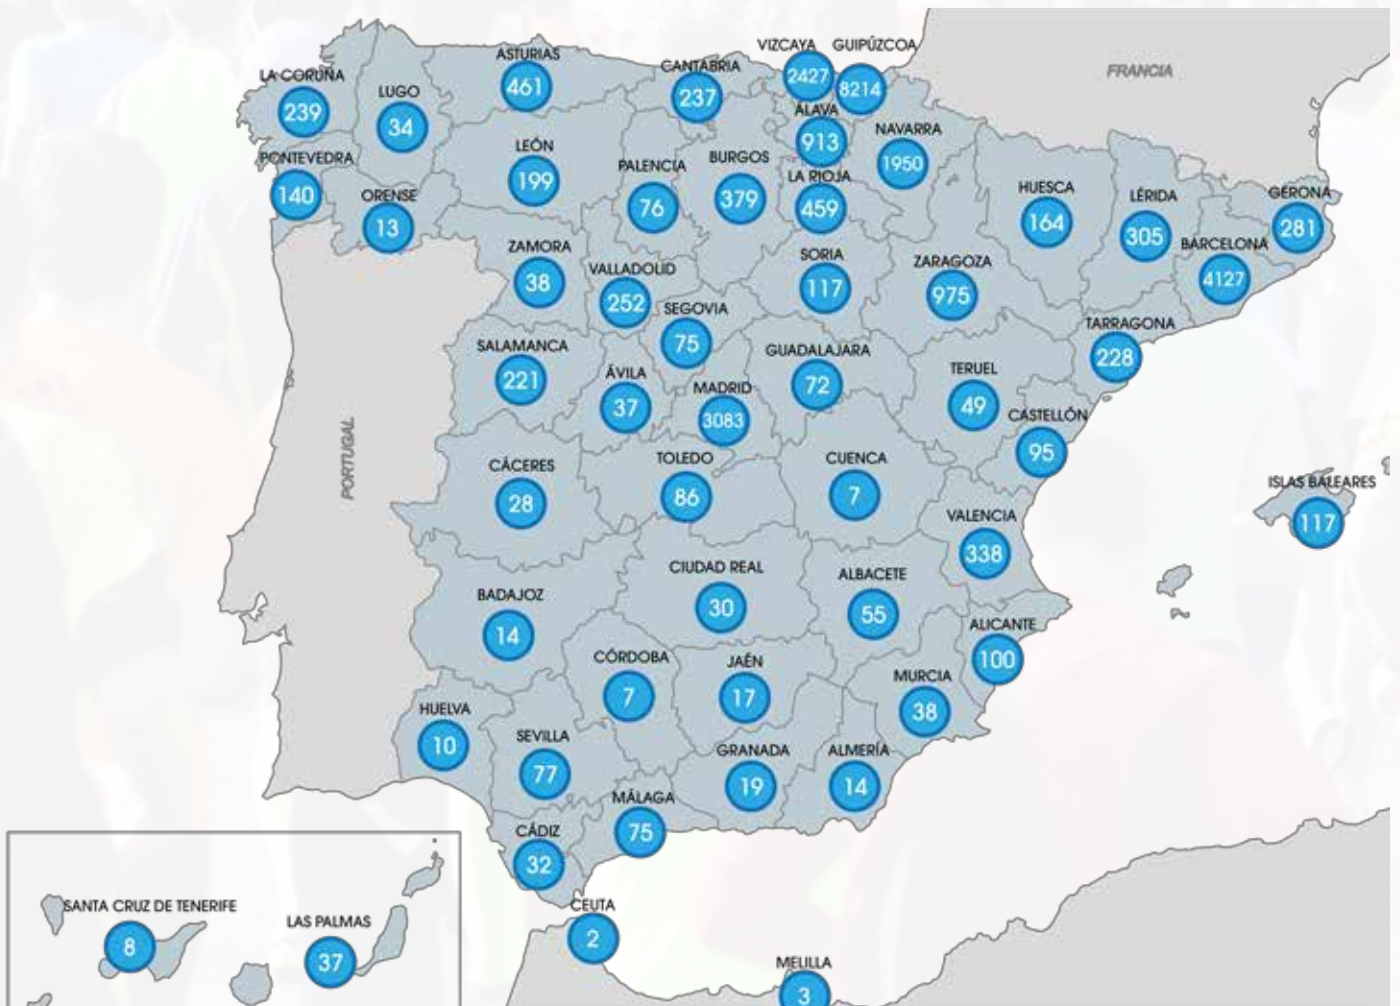 VIZCAYA
2427
GUIPÚZCOA
8214
ASTURIAS
461
CANTABRIA
237
LA CORUÑA
239
LUGO
34
FRANCIA
ÁLAVA
913
NAVARRA
1950
LEÓN
199
PALENCIA
76
BURGOS
379
LA RIOJA
459
PONTEVEDRA
140
ORENSE
13
HUESCA
164
LÉRIDA
305
GERONA
281
BARCELONA
4127
ZAMORA
38
VALLADOLID
252
SORIA
117
ZARAGOZA
975
SEGOVIA
75
TARRAGONA
228
SALAMANCA
221
ÁVILA
37
MADRID
3083
GUADALAJARA
72
TERUEL
49
CASTELLÓN
95
PORTUGAL
CÁCERES
28
TOLEDO
86
CUENCA
7
ISLAS BALEARES
117
VALENCIA
338
BADAJOZ
14
CIUDAD REAL
30
ALBACETE
55
ALICANTE
100
CÓRDOBA
7
JAÉN
17
MURCIA
38
HUELVA
10
SEVILLA
77
GRANADA
19
ALMERÍA
14
MÁLAGA
75
CÁDIZ
32
CEUTA
2
MELILLA
3
SANTA CRUZ DE TENERIFE
8
LAS PALMAS
37